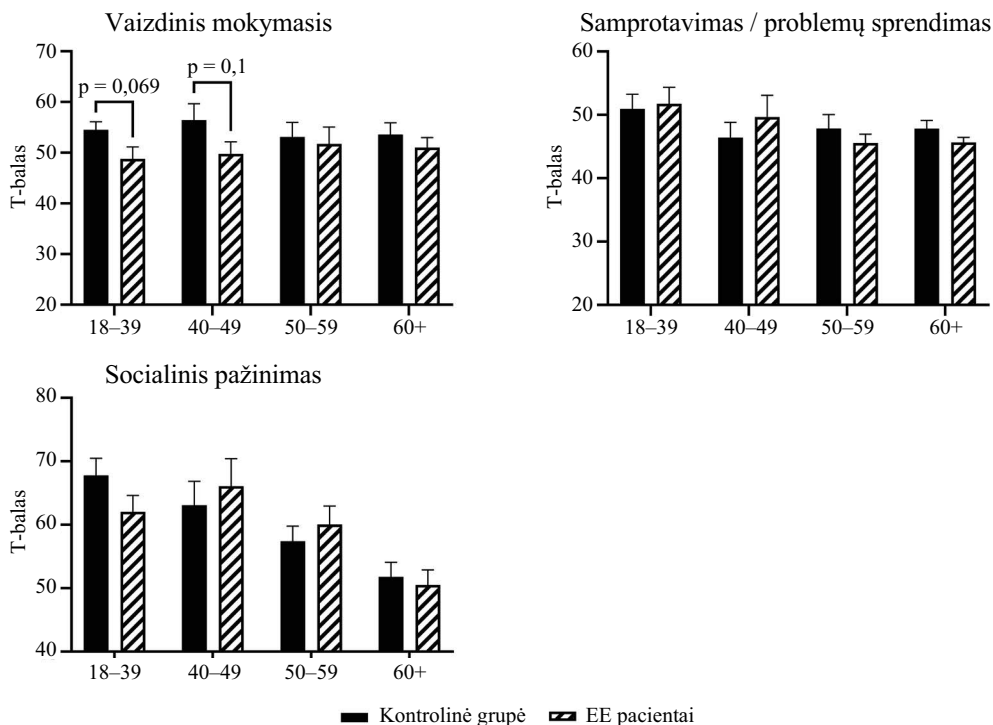 Vaizdinis mokymasis
70
60
50
40
30
20
T-balas
p = 0,069
p = 0,1
18–39
40–49
50–59
60+
Samprotavimas / problemų sprendimas
60
50
40
30
20
T-balas
18–39
40–49
50–59
60+
Socialinis pažinimas
80
70
60
50
40
T-balas
18–39
40–49
50–59
60+
Kontrolinė grupė
EE pacientai